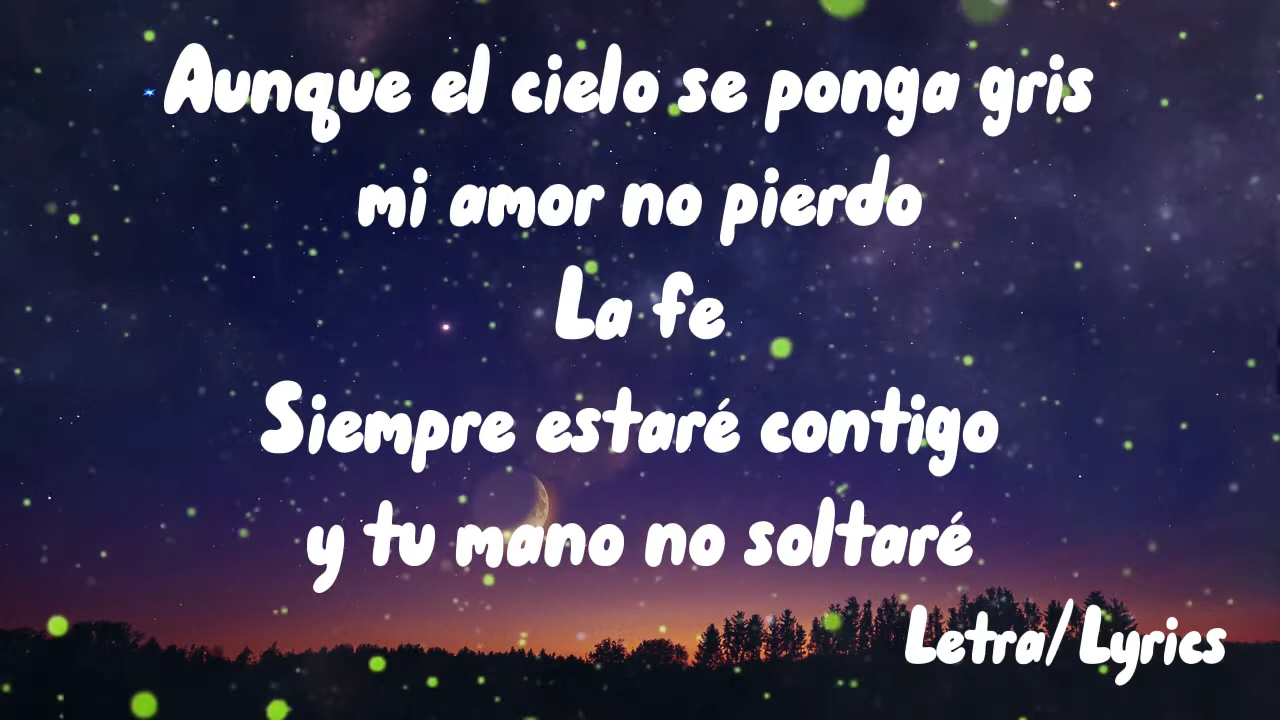 Aunque el cielo se ponga gris
mi amor no pierdo
La fe
Siempre estaré contigo
y tu mano no soltaré
Letra/Lyrics